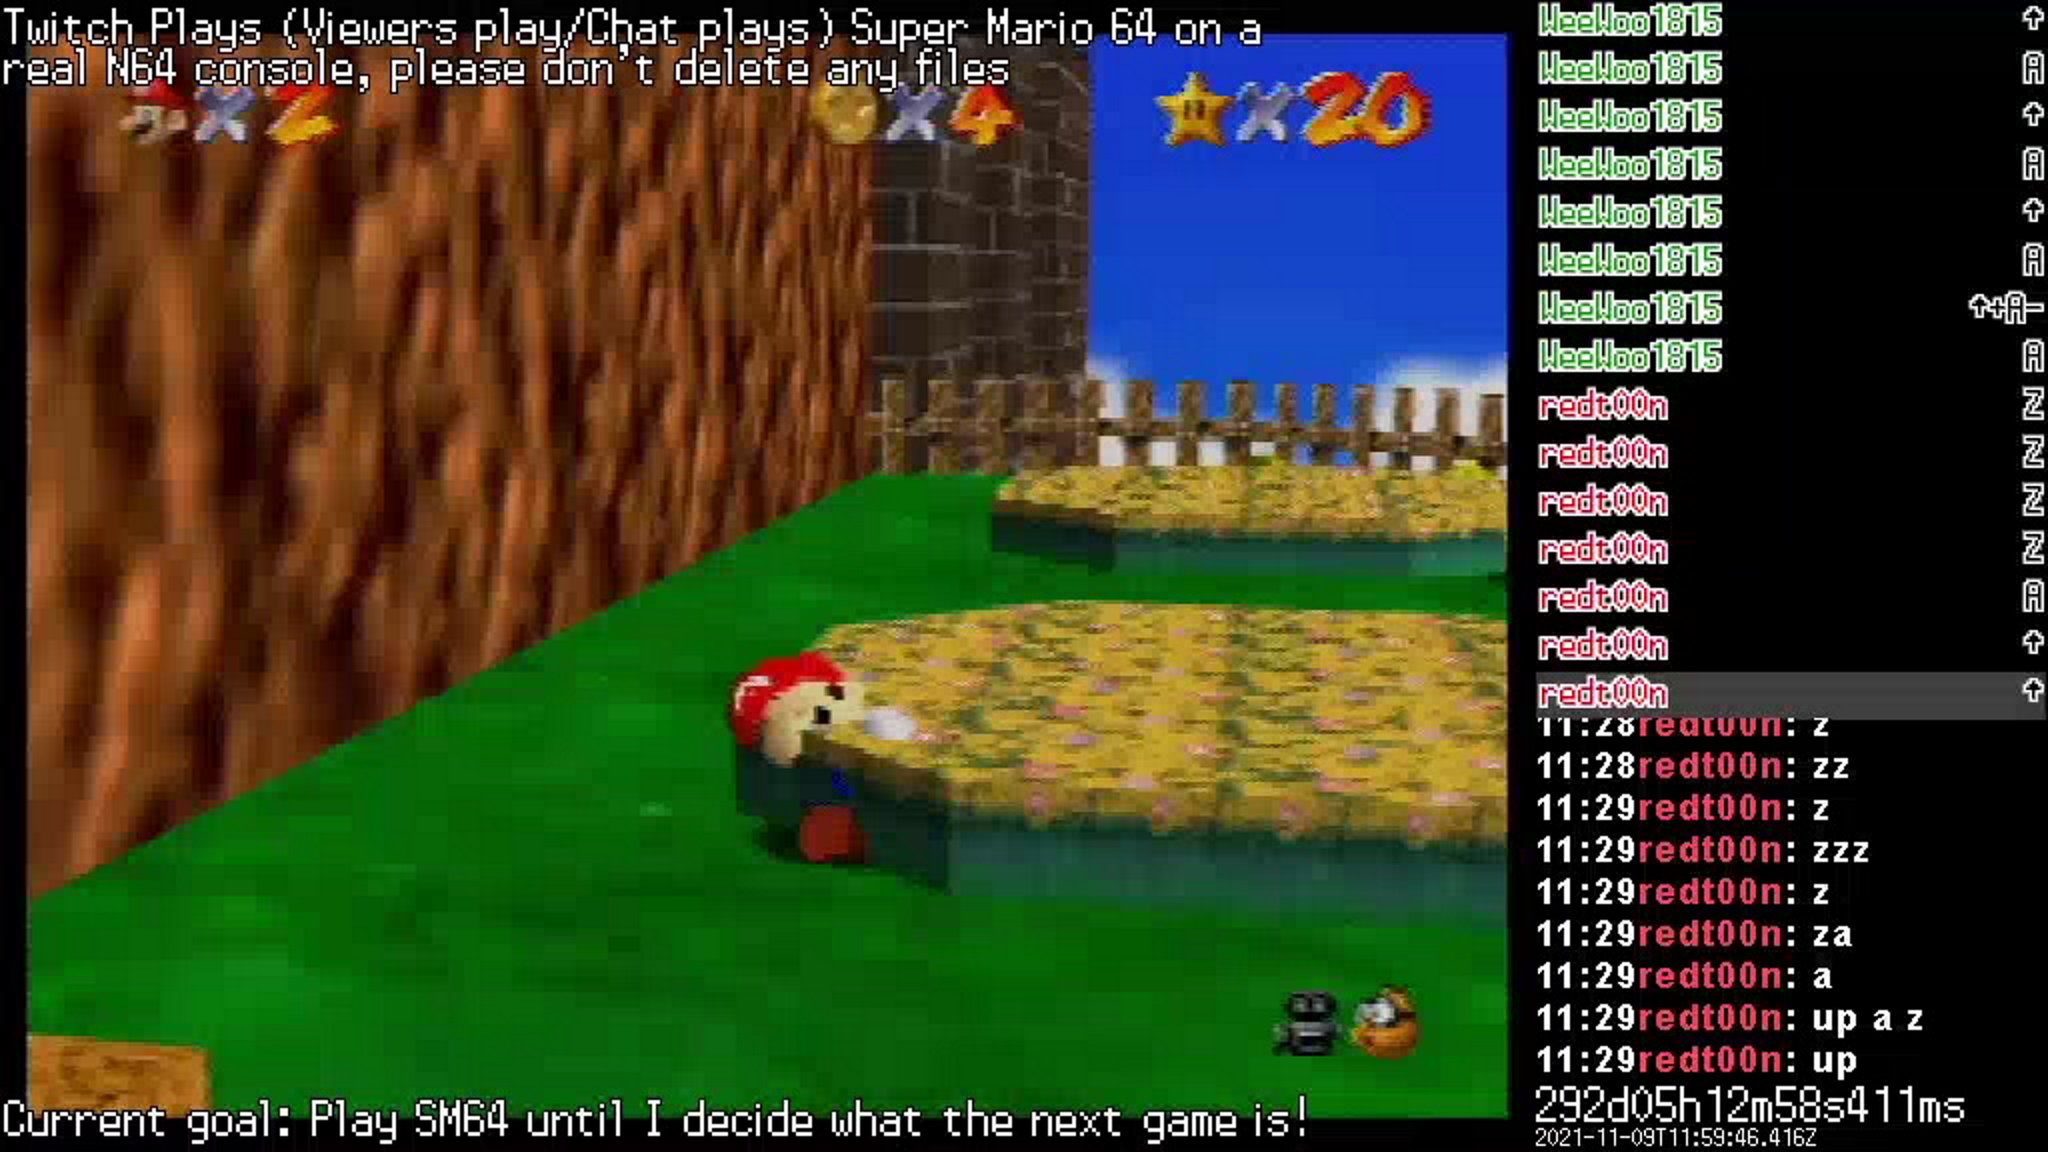 Twitch Plays (Viewers play/Chat plays) Super Mario 64 on a
real N64 console, please don't delete any files
x 2
x 4
x 20
WeeWoo1815 ↑
WeeWoo1815 A
WeeWoo1815 ↑
WeeWoo1815 A
WeeWoo1815 ↑
WeeWoo1815 A
WeeWoo1815 ↑+A-
WeeWoo1815 A
redt00n Z
redt00n Z
redt00n Z
redt00n Z
redt00n A
redt00n ↑
redt00n ↑
11:28redt00n: z
11:28redt00n: zz
11:29redt00n: z
11:29redt00n: zzz
11:29redt00n: z
11:29redt00n: za
11:29redt00n: a
11:29redt00n: up a z
11:29redt00n: up
292d05h12m58s411ms
2021-11-09T11:59:46.416Z
Current goal: Play SM64 until I decide what the next game is!